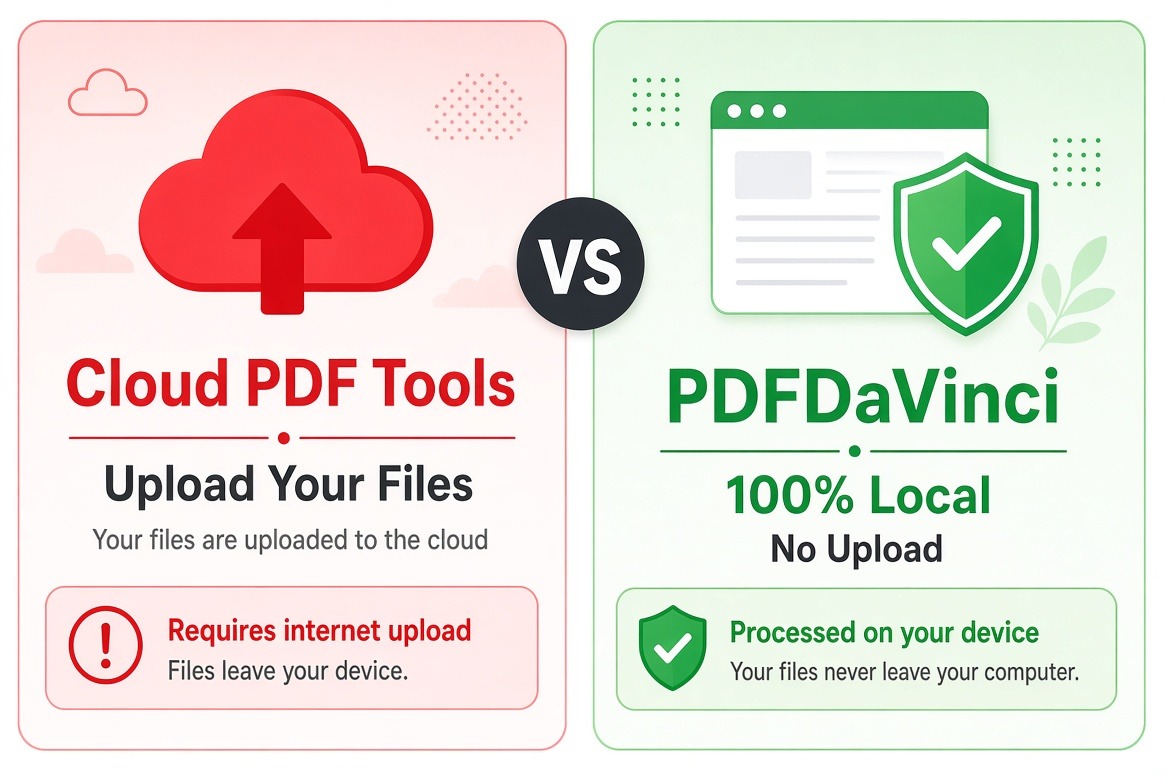 Cloud PDF Tools
Upload Your Files
Your files are uploaded to the cloud
Requires internet upload
Files leave your device.
VS
PDFDaVinci
100% Local
No Upload
Processed on your device
Your files never leave your computer.